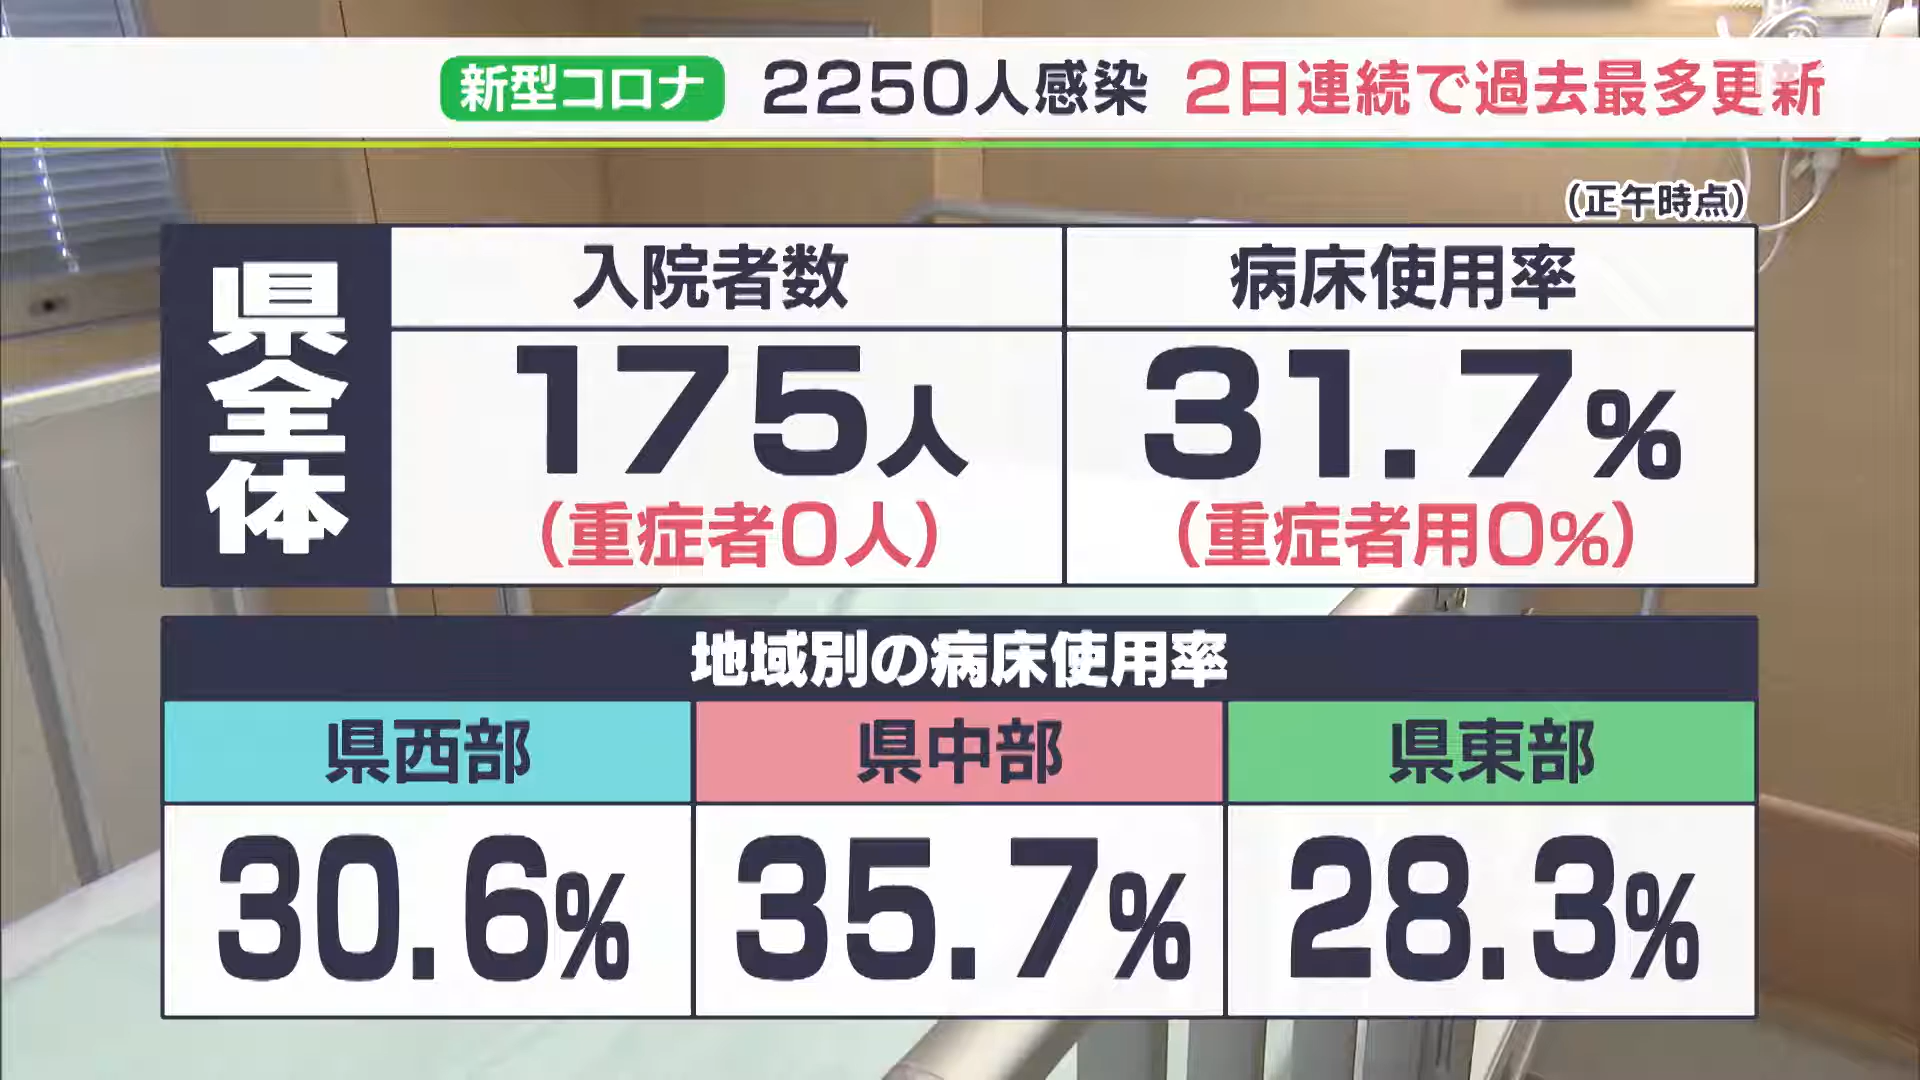 新型コロナ 2250人感染 2日連続で過去最多更新
(正午時点)
県全体
入院者数 病床使用率
175人 31.7%
(重症者0人) (重症者用0%)
地域別の病床使用率
県西部 県中部 県東部
30.6% 35.7% 28.3%